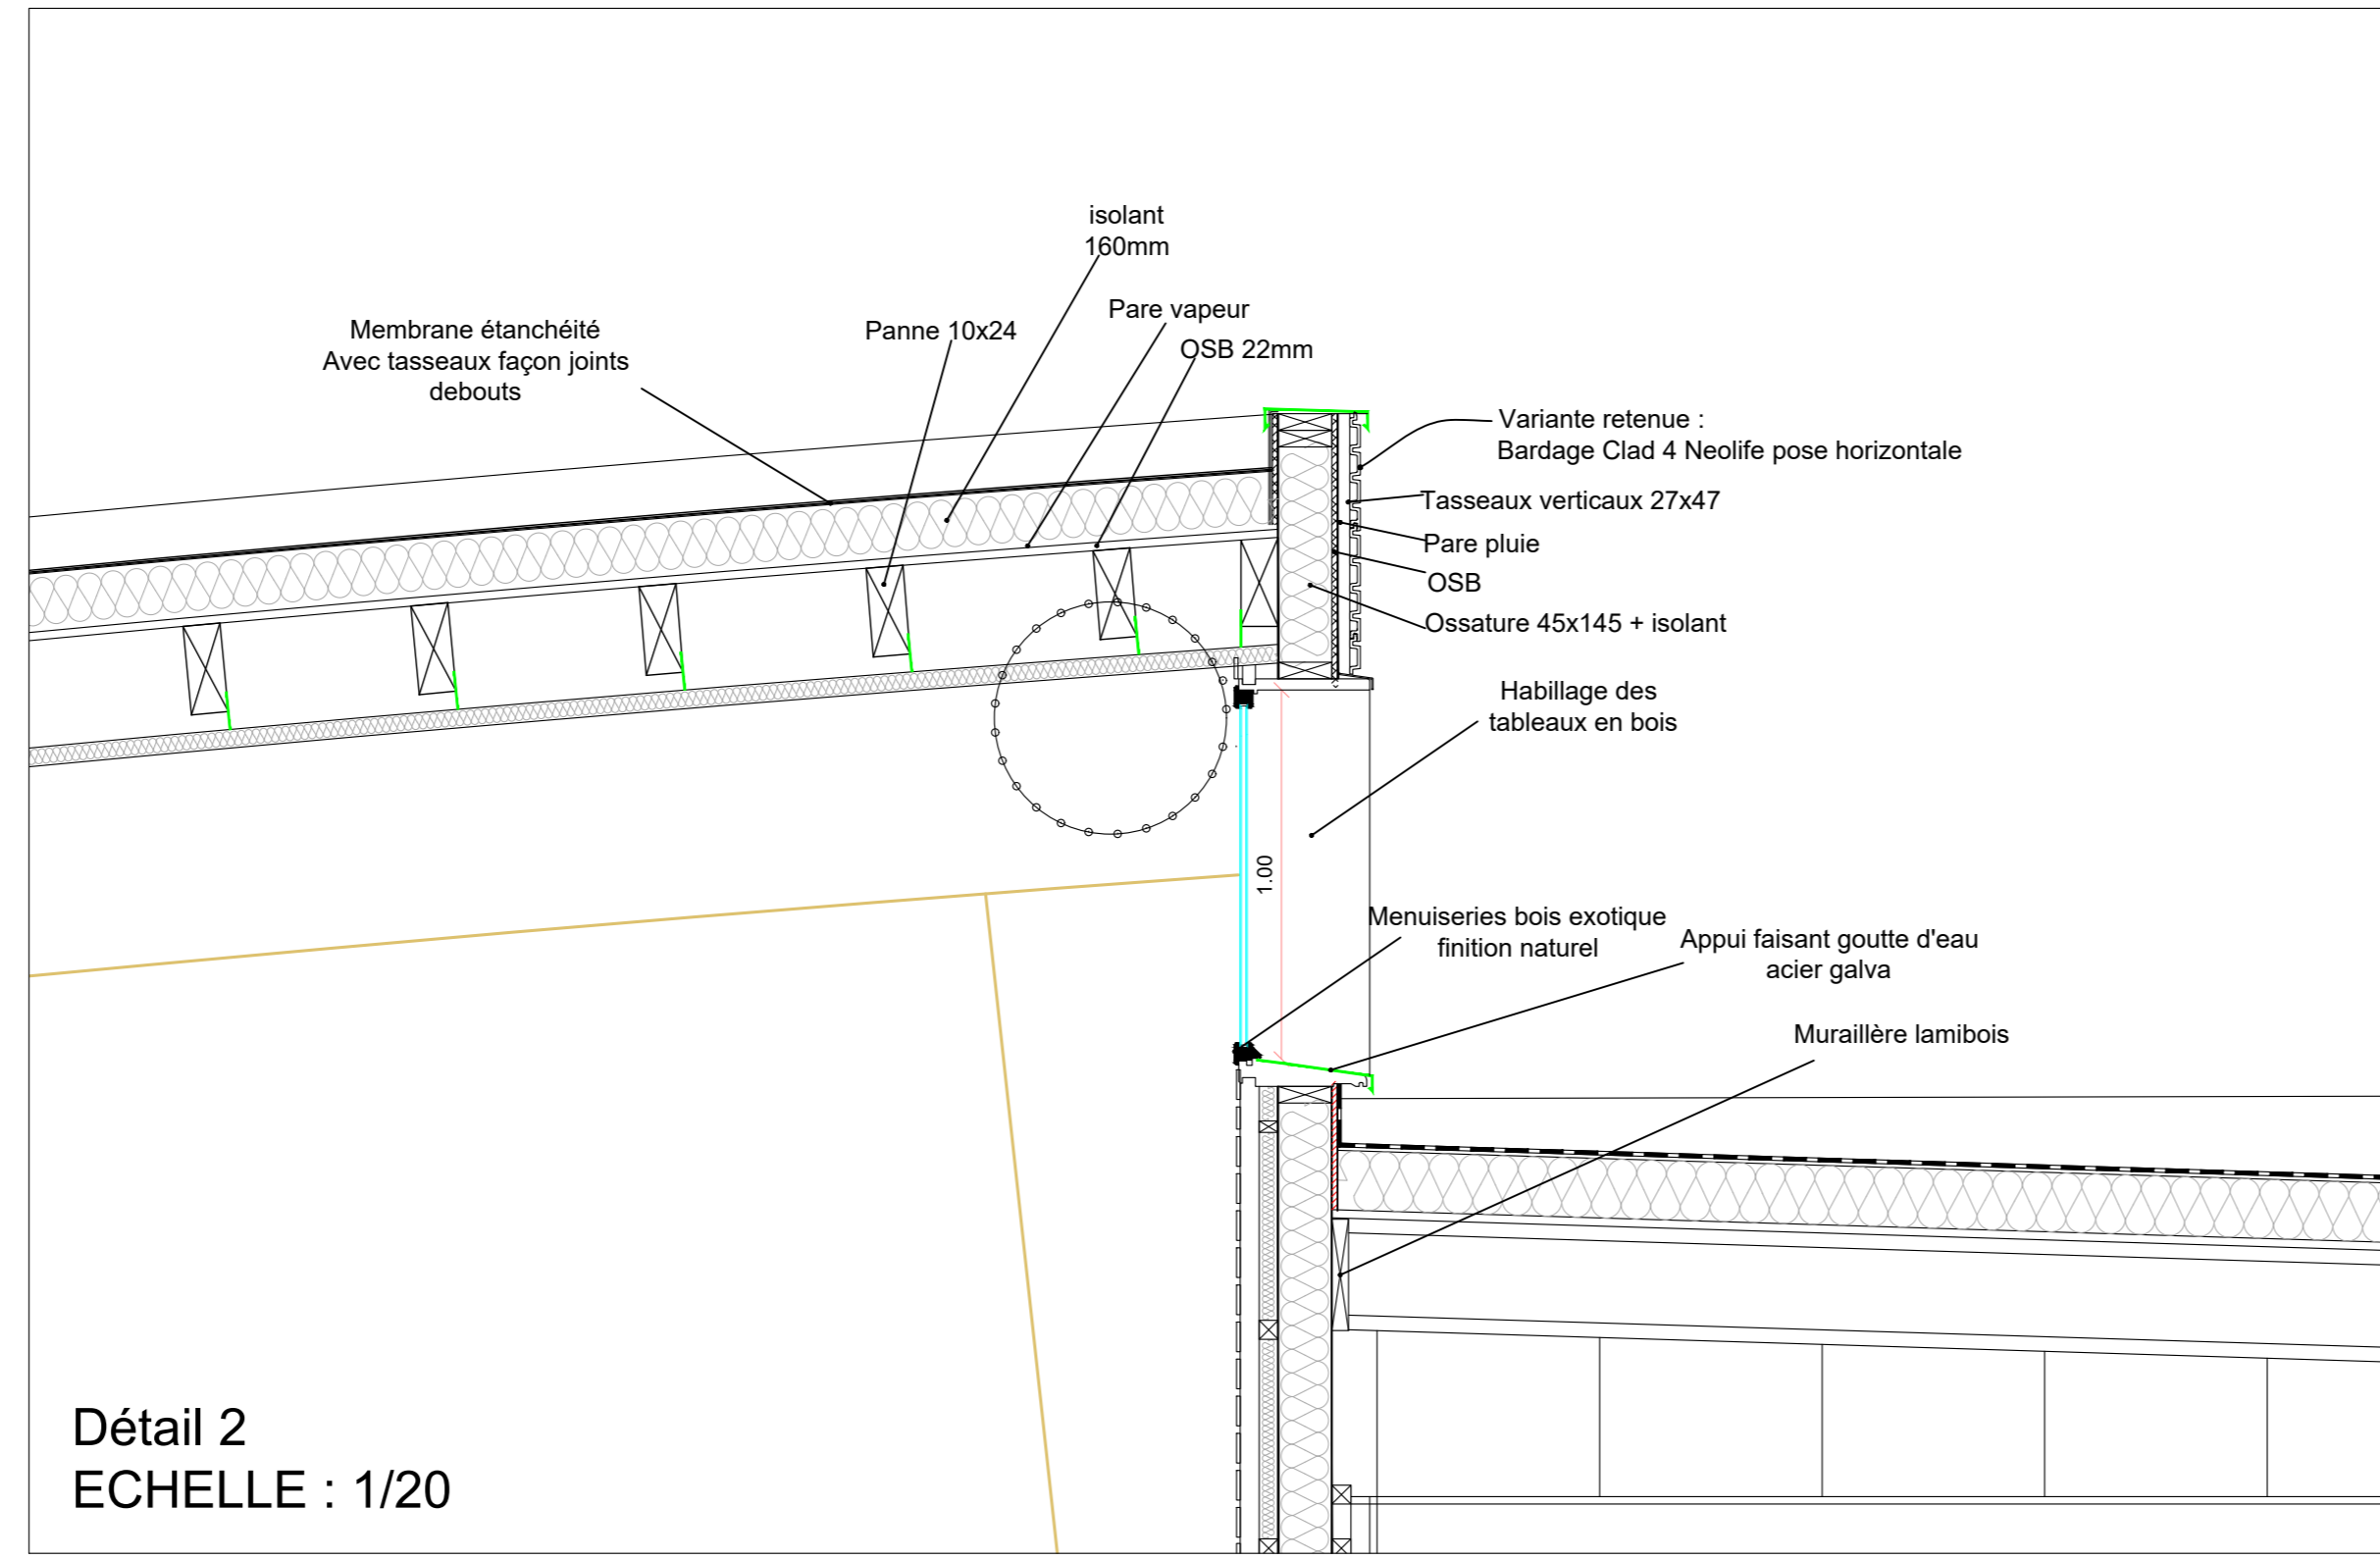 isolant
160mm
Pare vapeur
Membrane étanchéité
Avec tasseaux façon joints
debouts
Panne 10x24
OSB 22mm
Variante retenue :
Bardage Clad 4 Neolife pose horizontale
Tasseaux verticaux 27x47
Pare pluie
OSB
Ossature 45x145 + isolant
Habillage des
tableaux en bois
1.00
Menuiseries bois exotique
finition naturel
Appui faisant goutte d'eau
acier galva
Muraillère lamibois
Détail 2
ECHELLE : 1/20